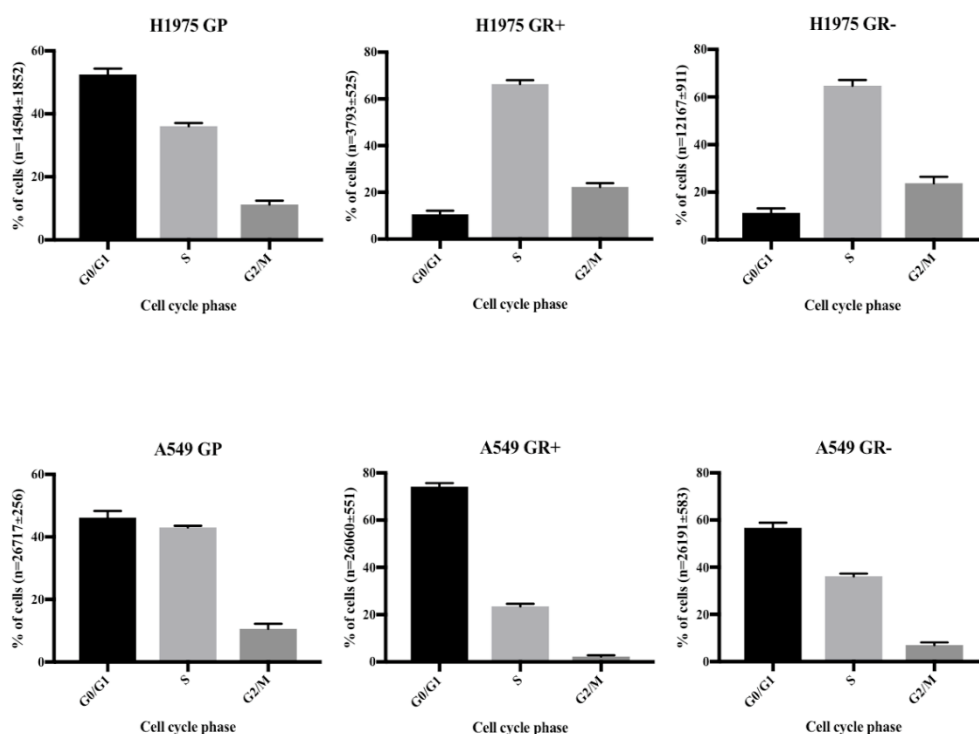 H1975 GP
% of cells (n=14504±1852)
60
40
20
0
G0/G1
S
G2/M
Cell cycle phase
H1975 GR+
% of cells (n=3793±525)
80
60
40
20
0
G0/G1
S
G2/M
Cell cycle phase
H1975 GR-
% of cells (n=12167±911)
80
60
40
20
0
G0/G1
S
G2/M
Cell cycle phase
A549 GP
% of cells (n=26717±256)
60
40
20
0
G0/G1
S
G2/M
Cell cycle phase
A549 GR+
% of cells (n=26060±551)
80
60
40
20
0
G0/G1
S
G2/M
Cell cycle phase
A549 GR-
% of cells (n=26191±583)
80
60
40
20
0
G0/G1
S
G2/M
Cell cycle phase